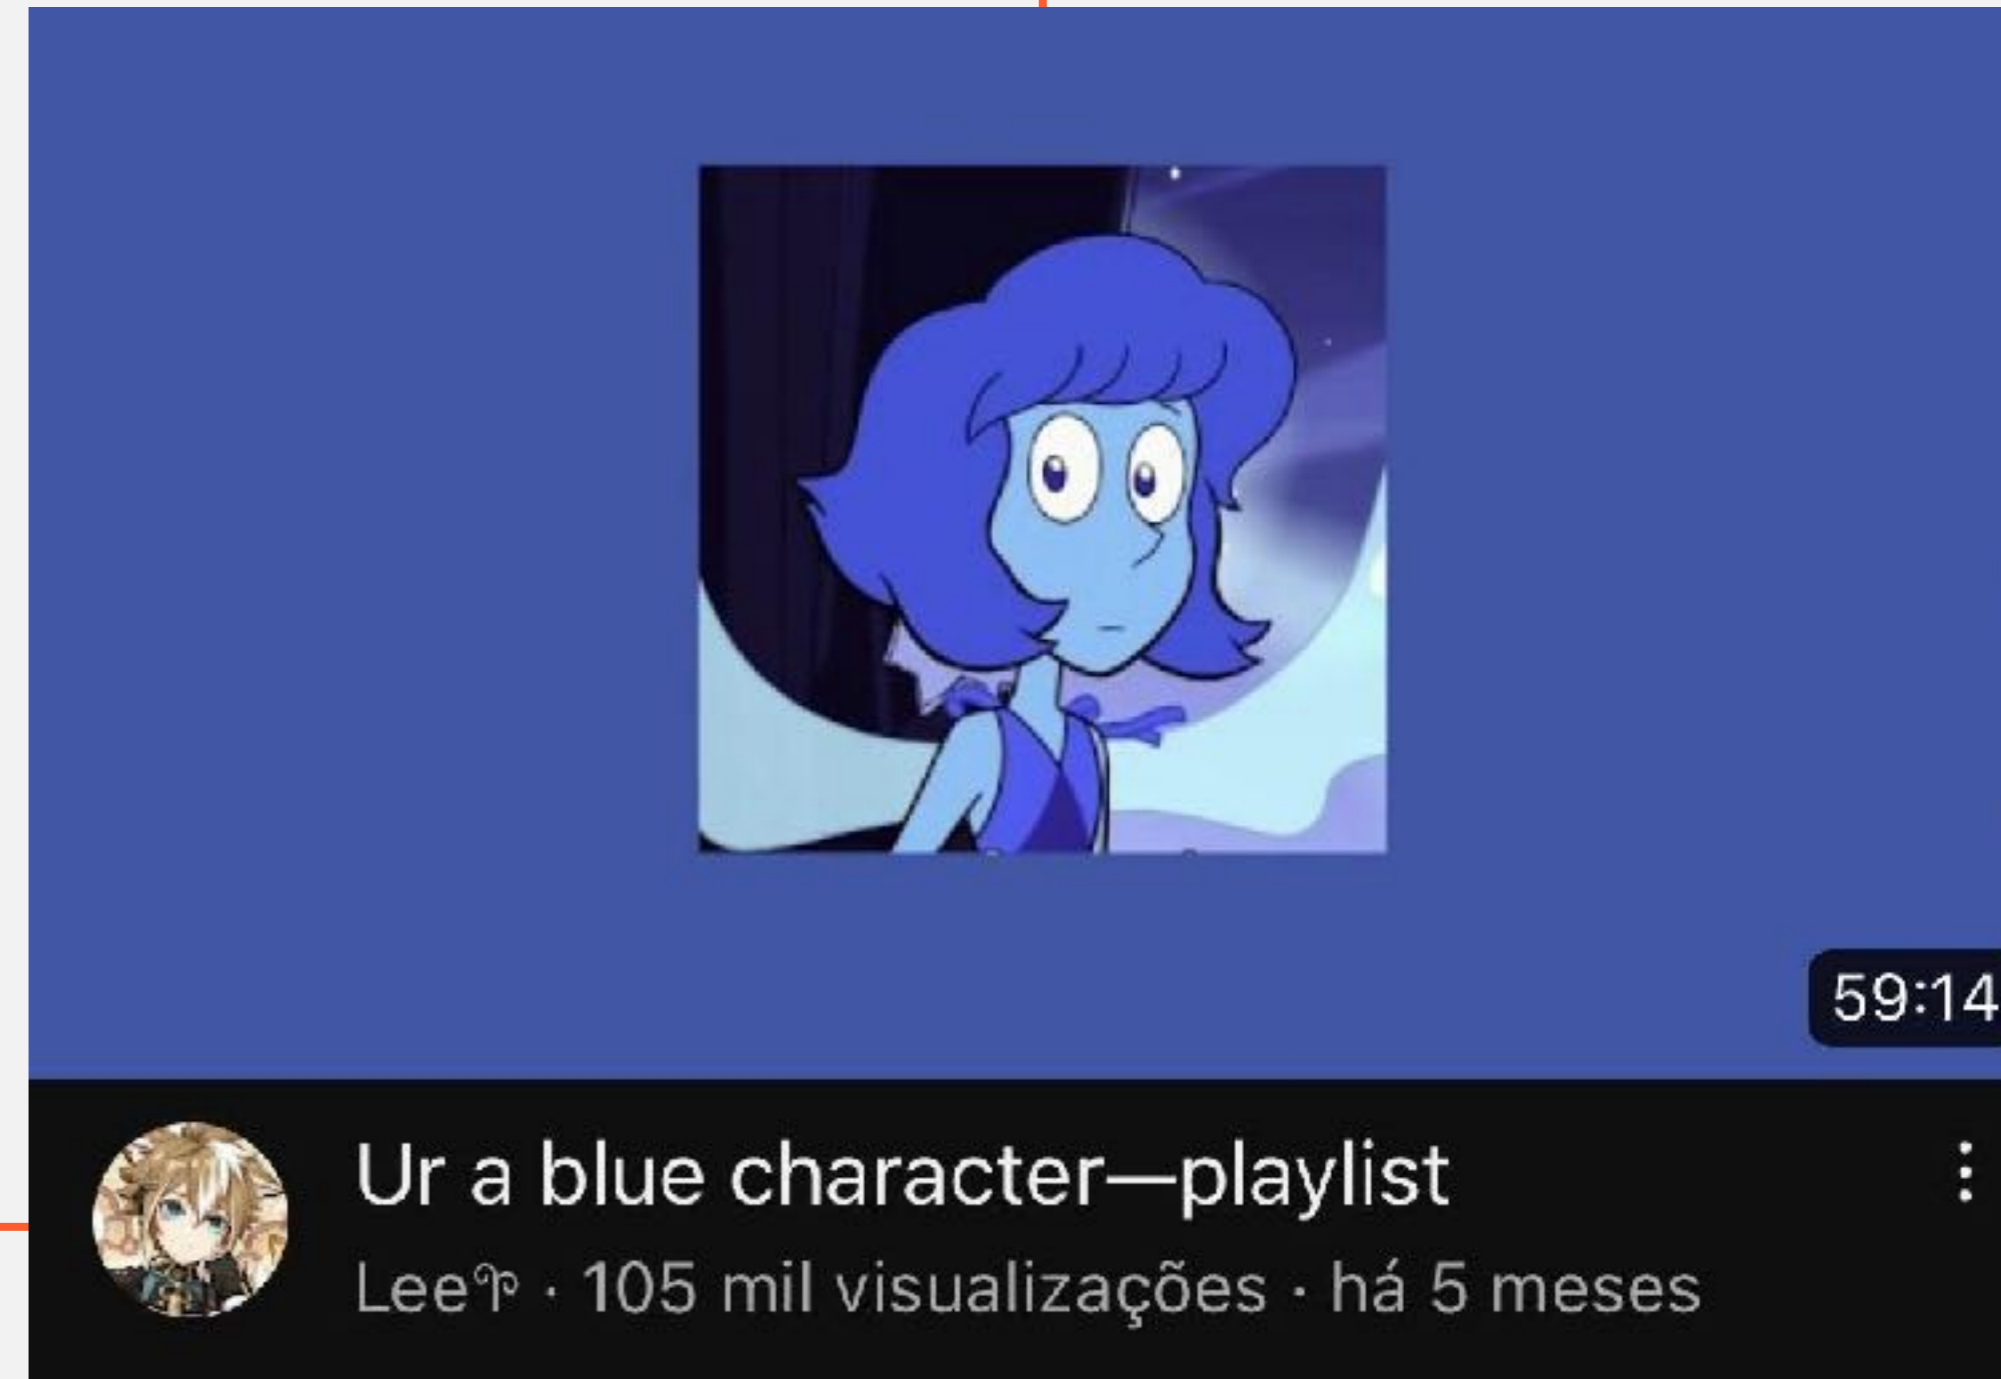 59:14
Ur a blue character—playlist
Lee♈︎ · 105 mil visualizações · há 5 meses